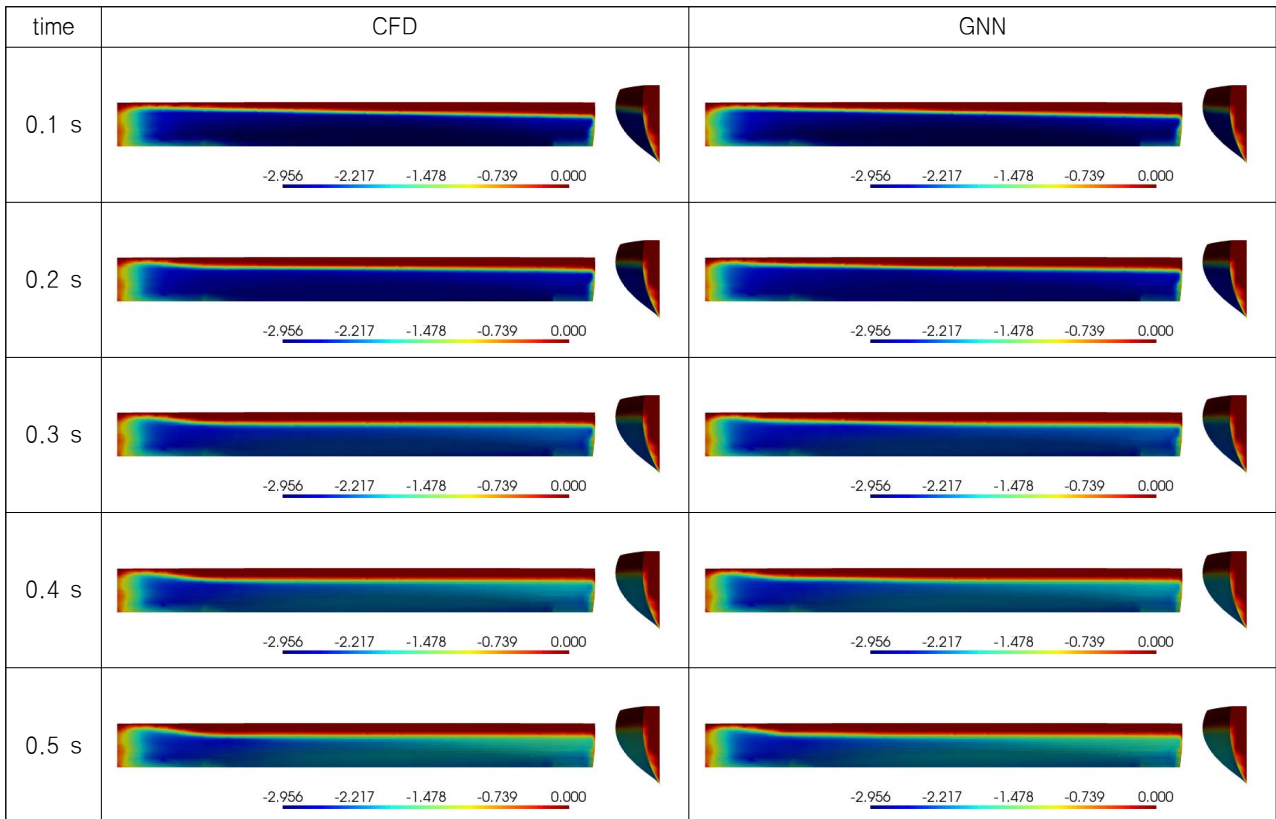 time CFD GNN
0.1 s
-2.956 -2.217 -1.478 -0.739 0.000 -2.956 -2.217 -1.478 -0.739 0.000
0.2 s
-2.956 -2.217 -1.478 -0.739 0.000 -2.956 -2.217 -1.478 -0.739 0.000
0.3 s
-2.956 -2.217 -1.478 -0.739 0.000 -2.956 -2.217 -1.478 -0.739 0.000
0.4 s
-2.956 -2.217 -1.478 -0.739 0.000 -2.956 -2.217 -1.478 -0.739 0.000
0.5 s
-2.956 -2.217 -1.478 -0.739 0.000 -2.956 -2.217 -1.478 -0.739 0.000